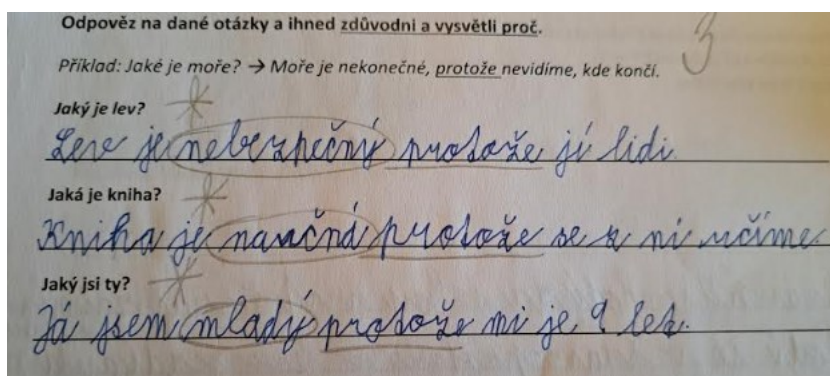 Odpověz na dané otázky a ihned zdůvodni a vysvětli proč.
3
Příklad: Jaké je moře? → Moře je nekonečné, protože nevidíme, kde končí.
Jaký je lev?
Lev je nebezpečný protože jí lidi.
Jaká je kniha?
Kniha je naučná protože se z ni učíme
Jaký jsi ty?
Já jsem mladý protože mi je 9 let.